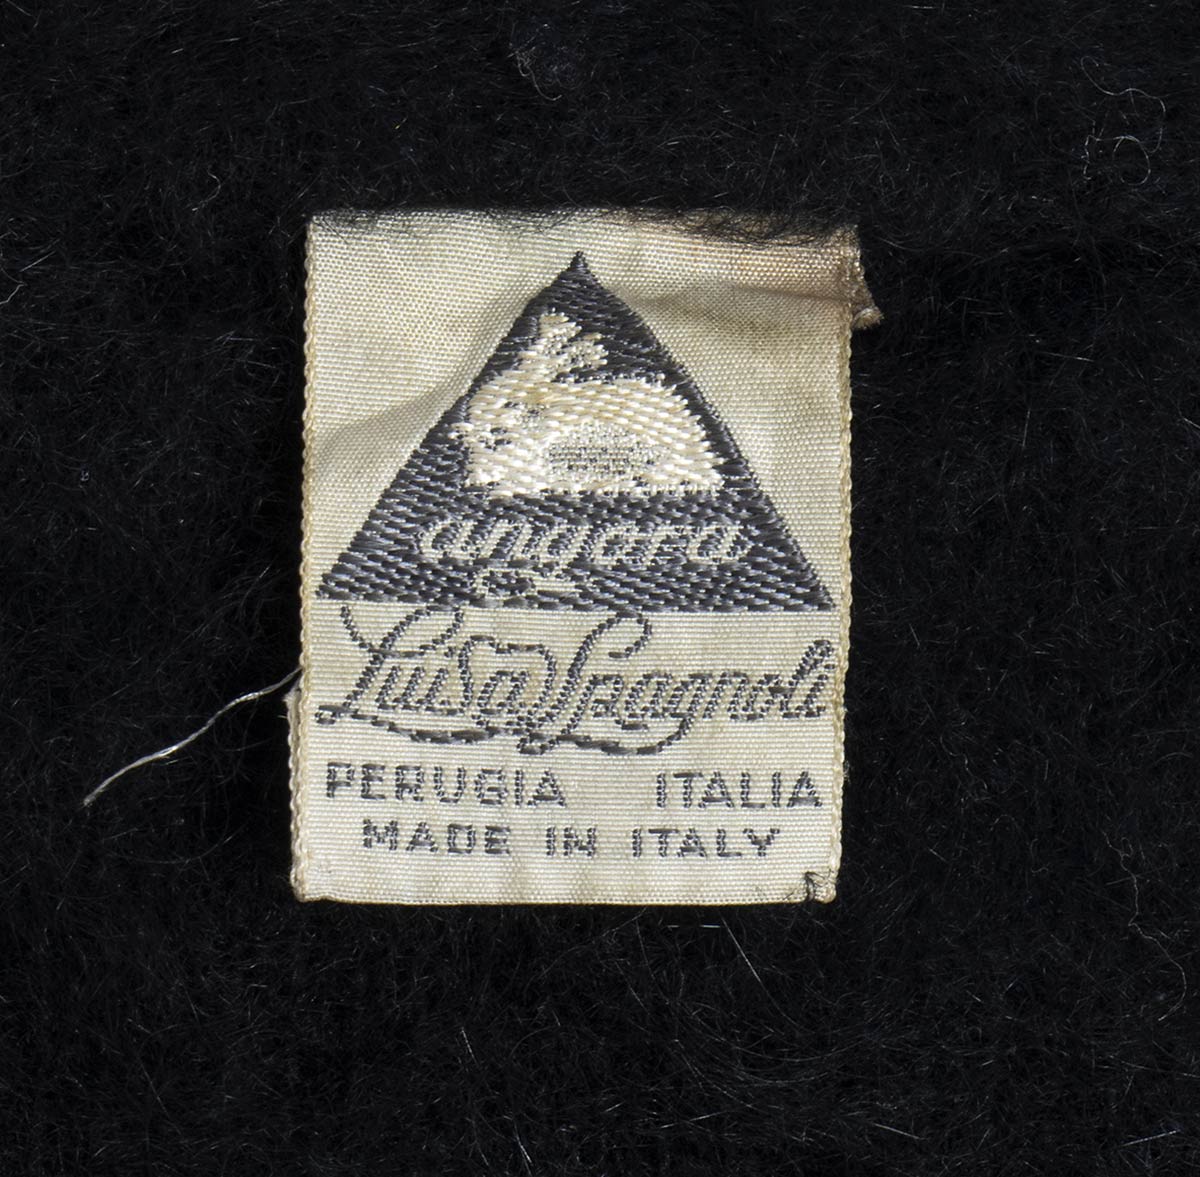 angora
Luisa Spagnoli
PERUGIA ITALIA
MADE IN ITALY